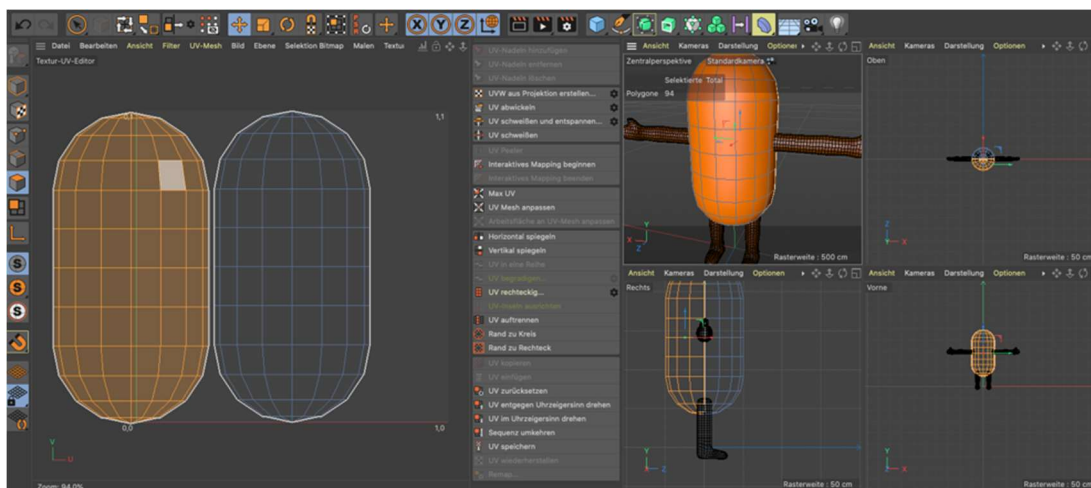 X Y Z
Datei Bearbeiten Ansicht Filter UV-Mesh Bild Ebene Selektion Bitmap Malen Textu
Textur-UV-Editor
1,1
0,0
1,0
V
U
Zoom: 94.0%
UV-Nadeln hinzufügen
UV-Nadeln entfernen
UV-Nadeln löschen
UVW aus Projektion erstellen...
UV abwickeln
UV schweißen und entspannen...
UV schweißen
UV Peeler
Interaktives Mapping beginnen
Interaktives Mapping beenden
Max UV
UV Mesh anpassen
Arbeitsfläche an UV-Mesh anpassen
Horizontal spiegeln
Vertikal spiegeln
UV in eine Reihe
UV begradigen...
UV rechteckig...
UV auftrennen
Rand zu Kreis
Rand zu Rechteck
UV kopieren
UV einfügen
UV zurücksetzen
UV entgegen Uhrzeigersinn drehen
UV im Uhrzeigersinn drehen
Sequenz umkehren
UV speichern
UV wiederherstellen
Remap...
Ansicht Kameras Darstellung Optionen
Zentralperspektive Standardkamera
Selektierte Total
Polygone 94
Y
X
Z
Rasterweite : 500 cm
Ansicht Kameras Darstellung Optionen
Oben
Z
Y X
Rasterweite : 50 cm
Ansicht Kameras Darstellung Optionen
Rechts
Y
X Z
Rasterweite : 50 cm
Ansicht Kameras Darstellung Optionen
Vorne
Y
Z X
Rasterweite : 50 cm